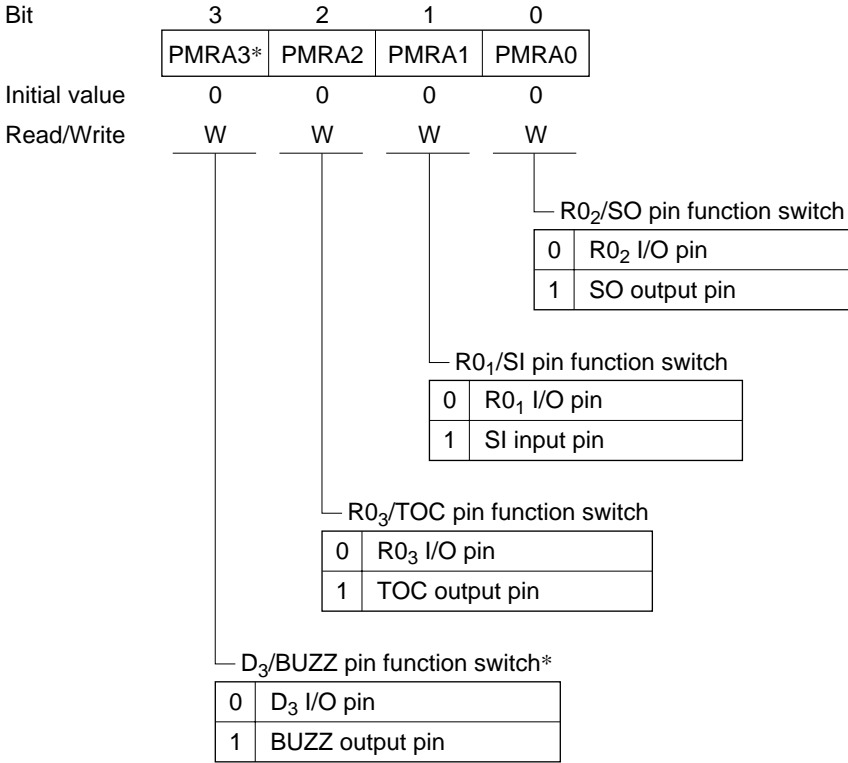 Bit 3 2 1 0
PMRA3* PMRA2 PMRA1 PMRA0
Initial value 0 0 0 0
Read/Write W W W W
R0₂/SO pin function switch
0 R0₂ I/O pin
1 SO output pin
R0₁/SI pin function switch
0 R0₁ I/O pin
1 SI input pin
R0₃/TOC pin function switch
0 R0₃ I/O pin
1 TOC output pin
D₃/BUZZ pin function switch*
0 D₃ I/O pin
1 BUZZ output pin